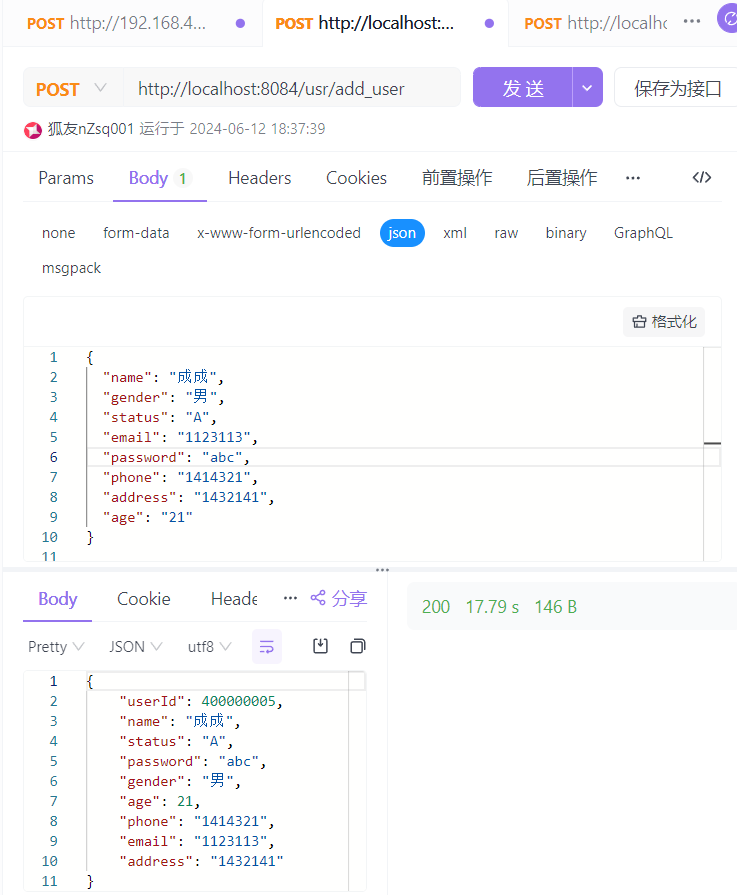 POST http://192.168.4...
POST http://localhost:...
POST http://localho
POST http://localhost:8084/usr/add_user 发 送 保存为接口
狐友nZsq001 运行于 2024-06-12 18:37:39
Params Body 1 Headers Cookies 前置操作 后置操作 ... </>
none form-data x-www-form-urlencoded json xml raw binary GraphQL
msgpack
格式化
1 {
2 "name": "成成",
3 "gender": "男",
4 "status": "A",
5 "email": "1123113",
6 "password": "abc",
7 "phone": "1414321",
8 "address": "1432141",
9 "age": "21"
10 }
11
Body Cookie Heade ... 分享
200 17.79 s 146 B
Pretty JSON utf8
1 {
2 "userId": 400000005,
3 "name": "成成",
4 "status": "A",
5 "password": "abc",
6 "gender": "男",
7 "age": 21,
8 "phone": "1414321",
9 "email": "1123113",
10 "address": "1432141"
11 }